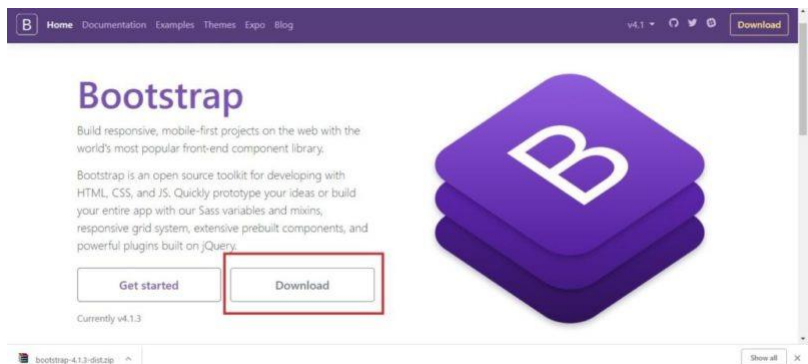 B Home Documentation Examples Themes Expo Blog v4.1 Download
Bootstrap
Build responsive, mobile-first projects on the web with the
world's most popular front-end component library.
Bootstrap is an open source toolkit for developing with
HTML, CSS, and JS. Quickly prototype your ideas or build
your entire app with our Sass variables and mixins,
responsive grid system, extensive prebuilt components, and
powerful plugins built on jQuery.
B
Get started Download
Currently v4.1.3
bootstrap-4.1.3-dist.zip Show all